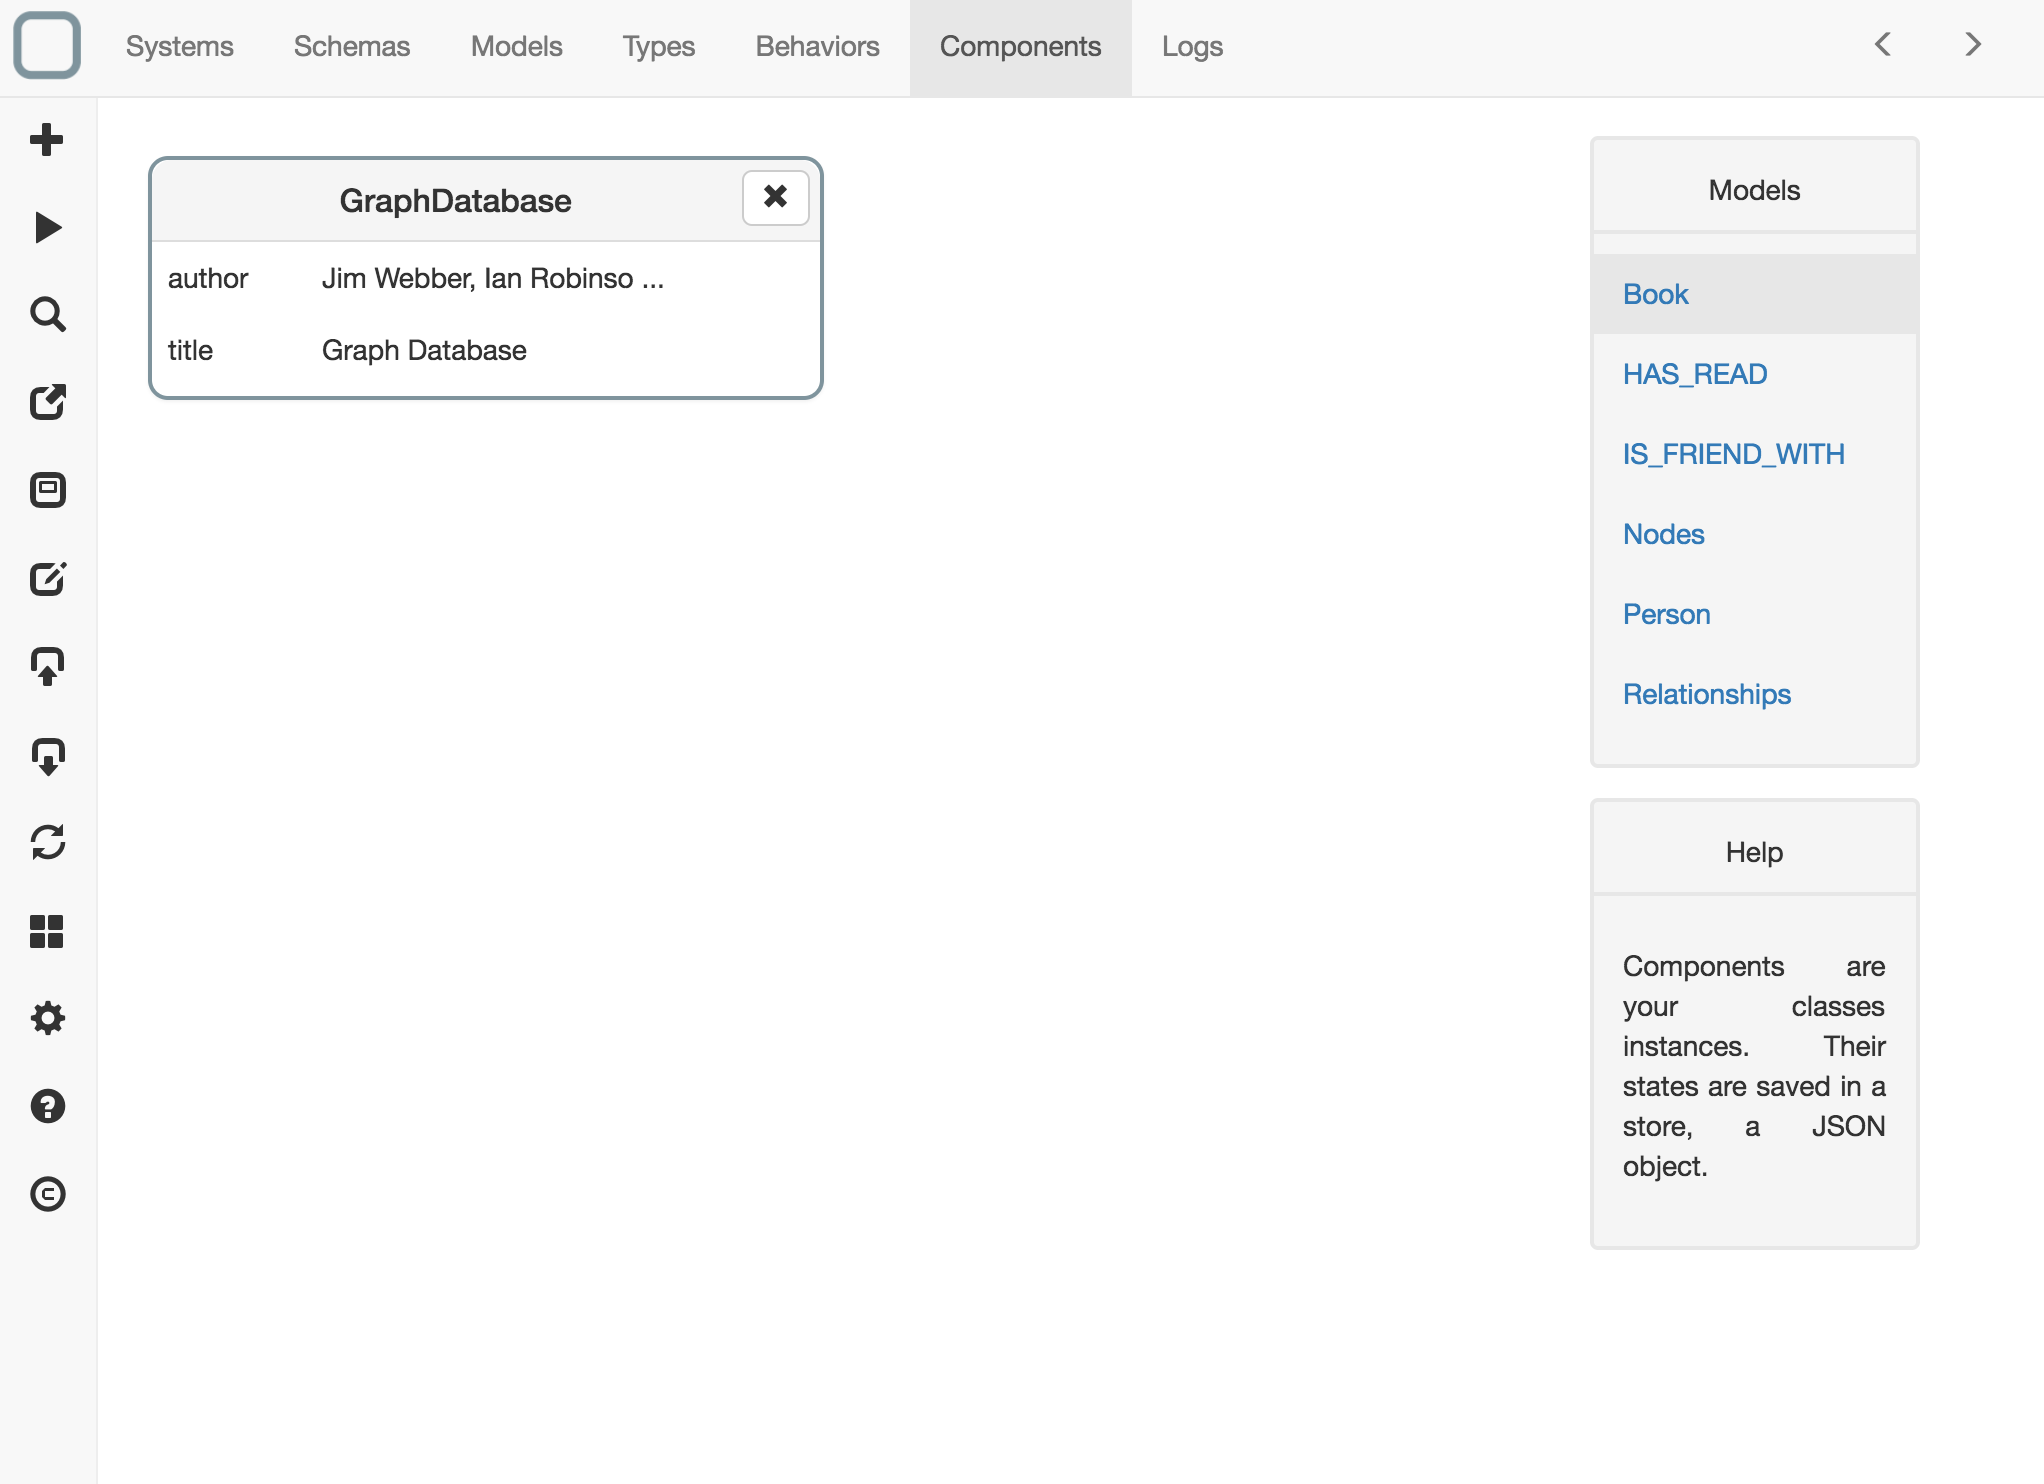 Systems Schemas Models Types Behaviors Components Logs
GraphDatabase
author Jim Webber, Ian Robinso ...
title Graph Database
Models
Book
HAS_READ
IS_FRIEND_WITH
Nodes
Person
Relationships
Help
Components are
your classes
instances. Their
states are saved in a
store, a JSON
object.